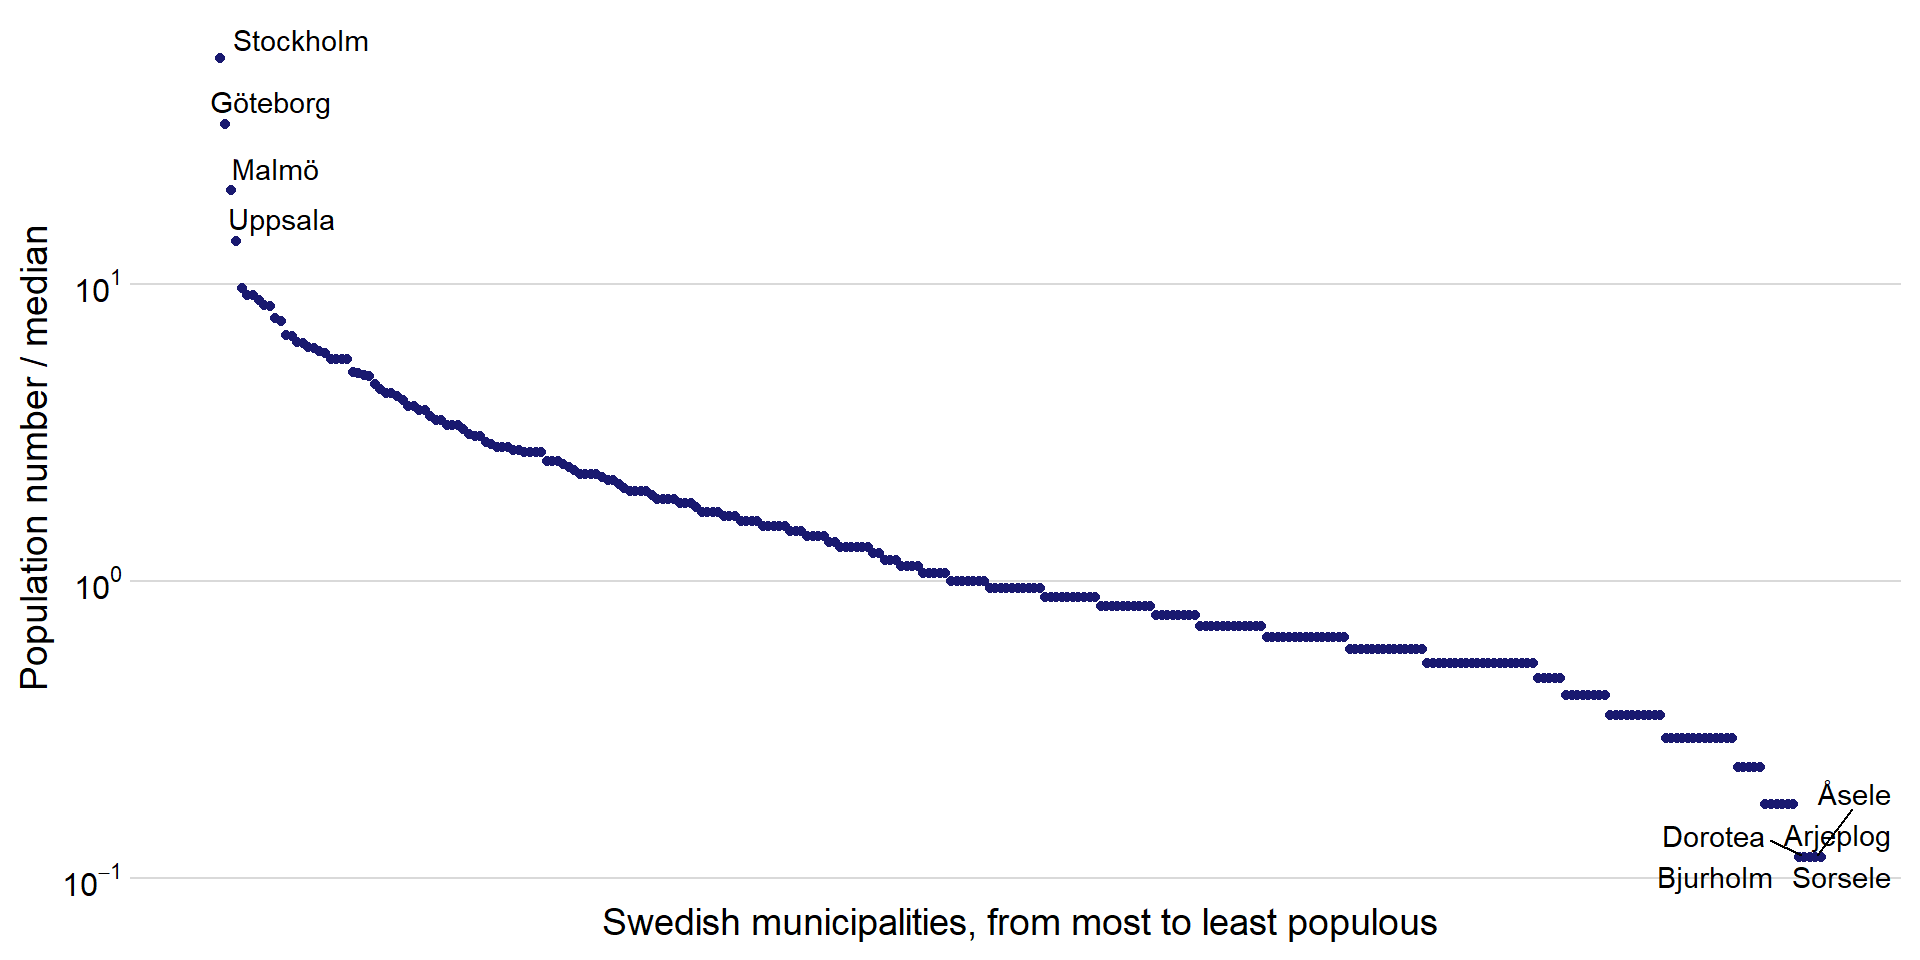 Stockholm
Göteborg
Malmö
Uppsala
Population number / median
10¹
10⁰
10⁻¹
Åsele
Dorotea
Arjeplog
Bjurholm
Sorsele
Swedish municipalities, from most to least populous